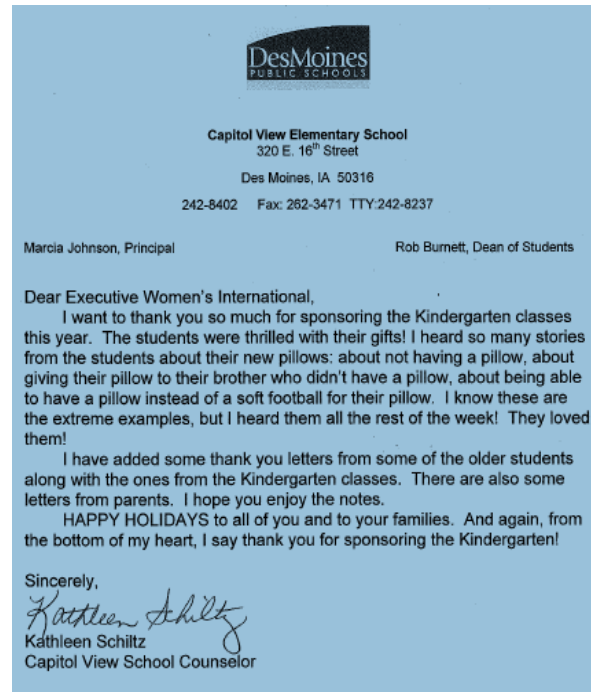 DesMoines
PUBLIC SCHOOLS
Capitol View Elementary School
320 E. 16th Street
Des Moines, IA 50316
242-8402 Fax: 262-3471 TTY:242-8237
Marcia Johnson, Principal
Rob Burnett, Dean of Students
Dear Executive Women's International,
I want to thank you so much for sponsoring the Kindergarten classes
this year. The students were thrilled with their gifts! I heard so many stories
from the students about their new pillows: about not having a pillow, about
giving their pillow to their brother who didn't have a pillow, about being able
to have a pillow instead of a soft football for their pillow. I know these are
the extreme examples, but I heard them all the rest of the week! They loved
them!
I have added some thank you letters from some of the older students
along with the ones from the Kindergarten classes. There are also some
letters from parents. I hope you enjoy the notes.
HAPPY HOLIDAYS to all of you and to your families. And again, from
the bottom of my heart, I say thank you for sponsoring the Kindergarten!
Sincerely,
Kathleen Schiltz
Kathleen Schiltz
Capitol View School Counselor